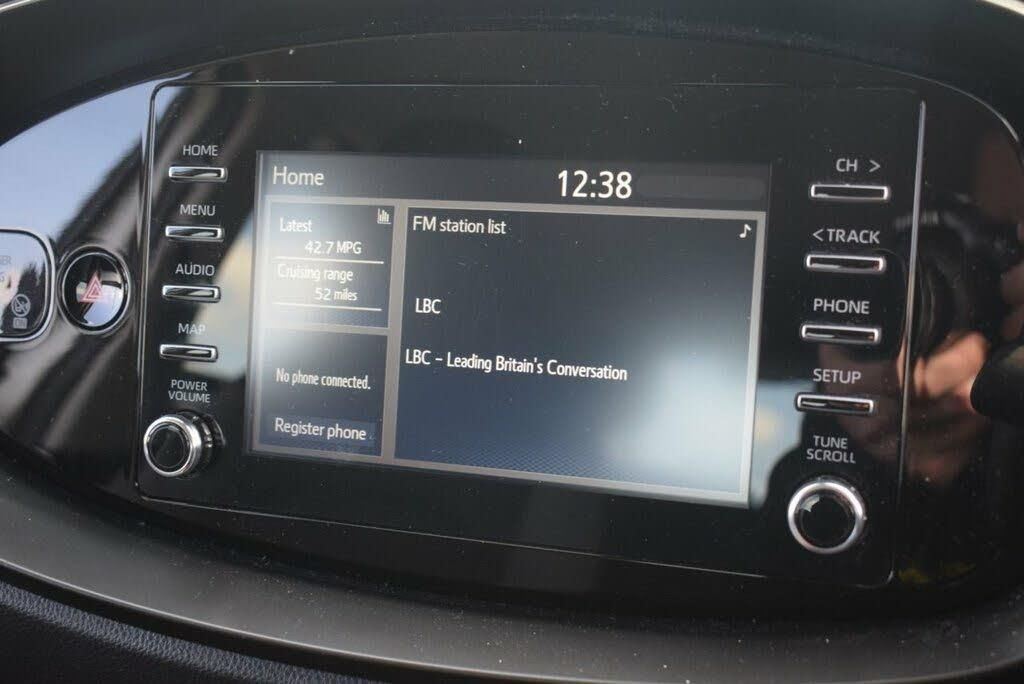 HOME
MENU
AUDIO
MAP
POWER
VOLUME
Home
12:38
Latest
42.7 MPG
Cruising range
52 miles
No phone connected.
Register phone
FM station list
LBC
LBC - Leading Britain's Conversation
CH >
< TRACK
PHONE
SETUP
TUNE
SCROLL